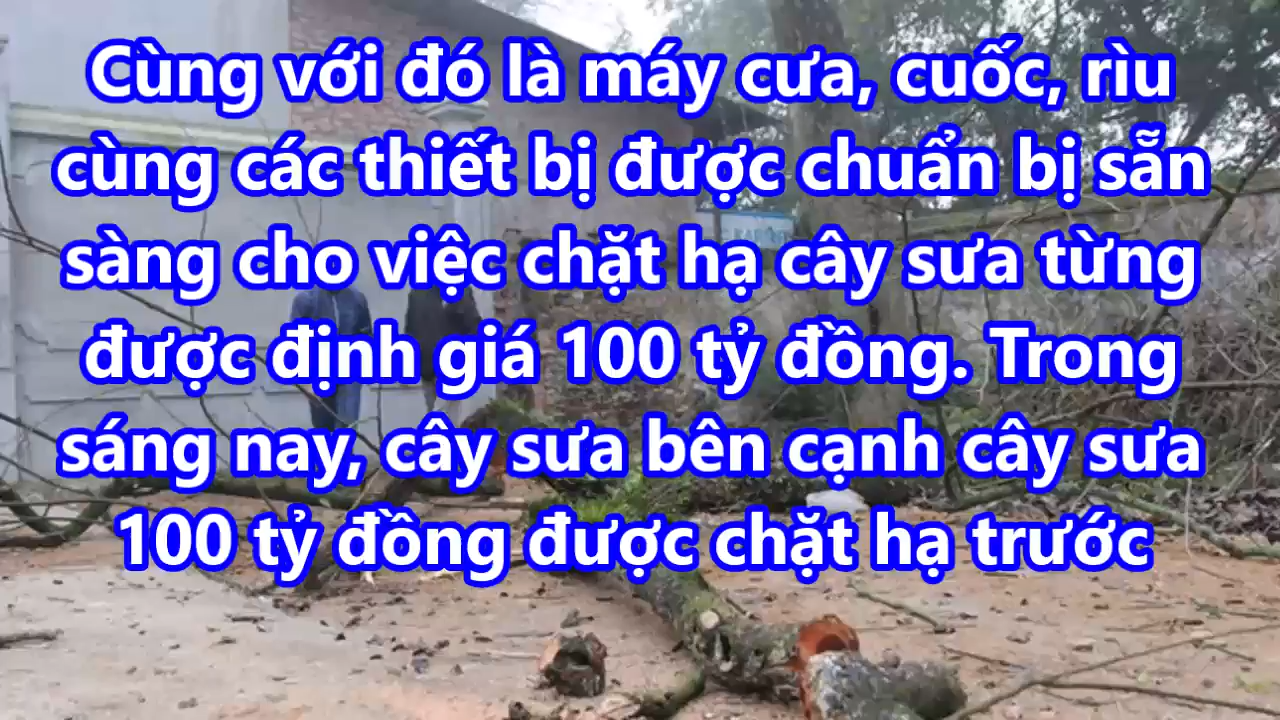 Cùng với đó là máy cưa, cuốc, rìu
cùng các thiết bị được chuẩn bị sẵn
sàng cho việc chặt hạ cây sưa từng
được định giá 100 tỷ đồng. Trong
sáng nay, cây sưa bên cạnh cây sưa
100 tỷ đồng được chặt hạ trước